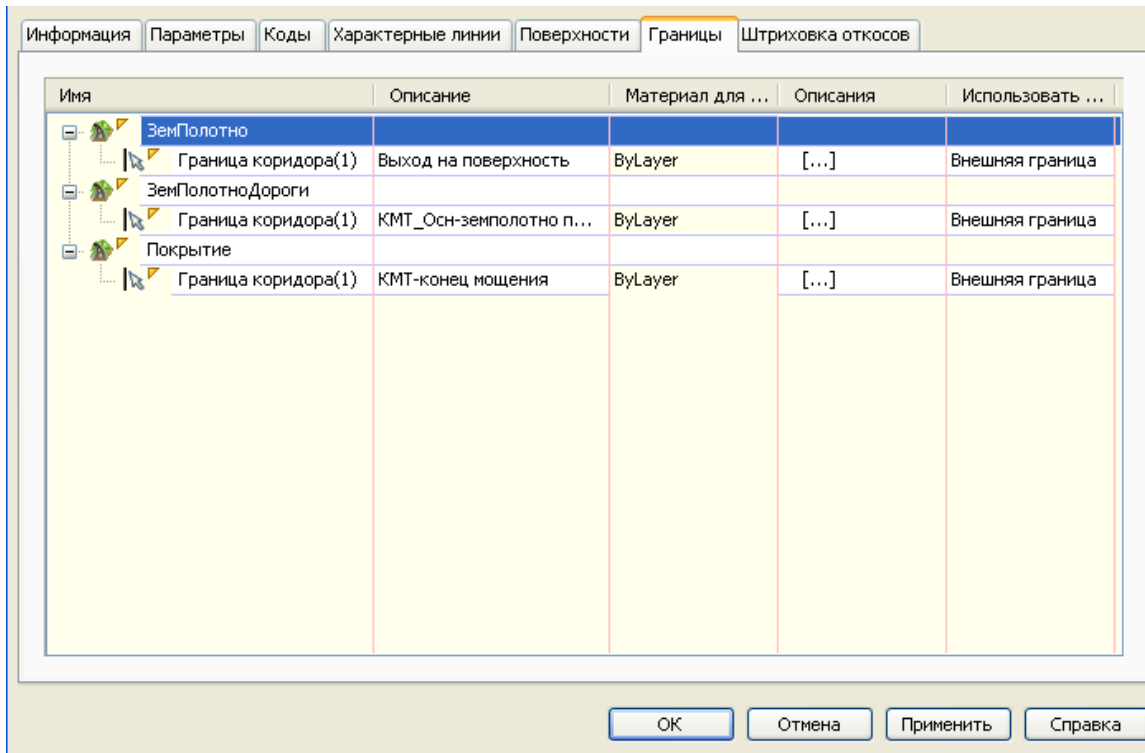 Информация Параметры Коды Характерные линии Поверхности Границы Штриховка откосов
Имя Описание Материал для ... Описания Использовать ...
ЗемПолотно
Граница коридора(1) Выход на поверхность ByLayer [...] Внешняя граница
ЗемПолотноДороги
Граница коридора(1) КМТ_Осн-земполотно п... ByLayer [...] Внешняя граница
Покрытие
Граница коридора(1) КМТ-конец мощения ByLayer [...] Внешняя граница
ОК Отмена Применить Справка